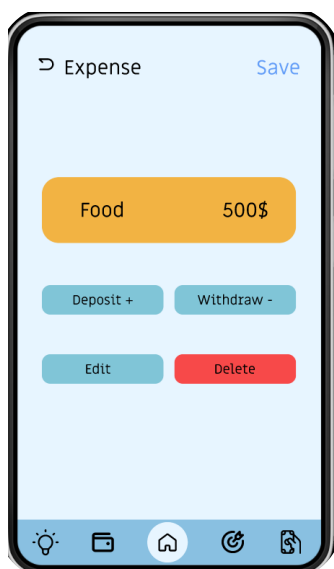 Expense Save
Food 500$
Deposit + Withdraw -
Edit Delete